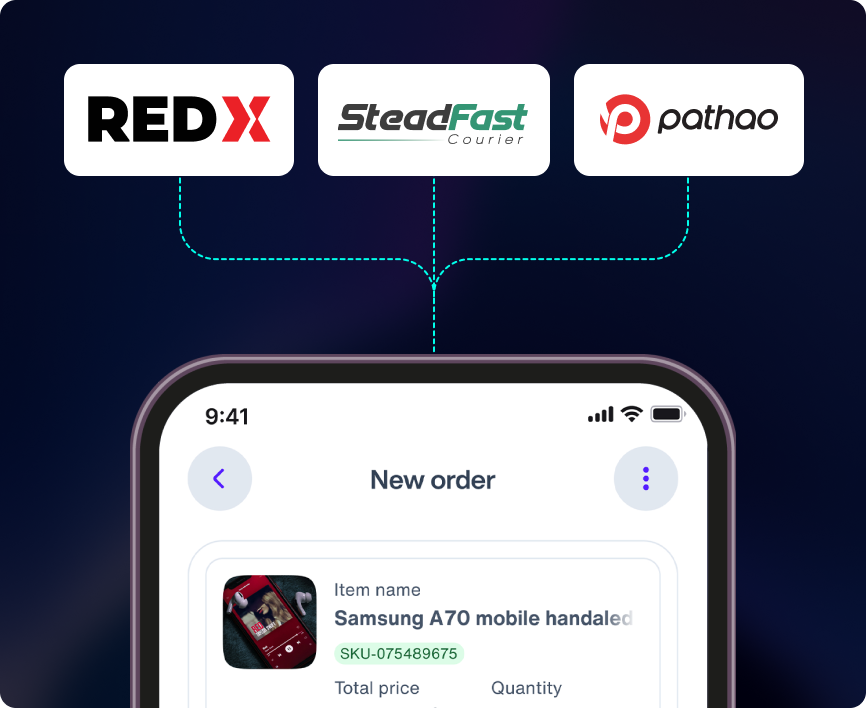 REDX
SteadFast
Courier
pathao
9:41
New order
Item name
Samsung A70 mobile handaled
SKU-075489675
Total price
Quantity